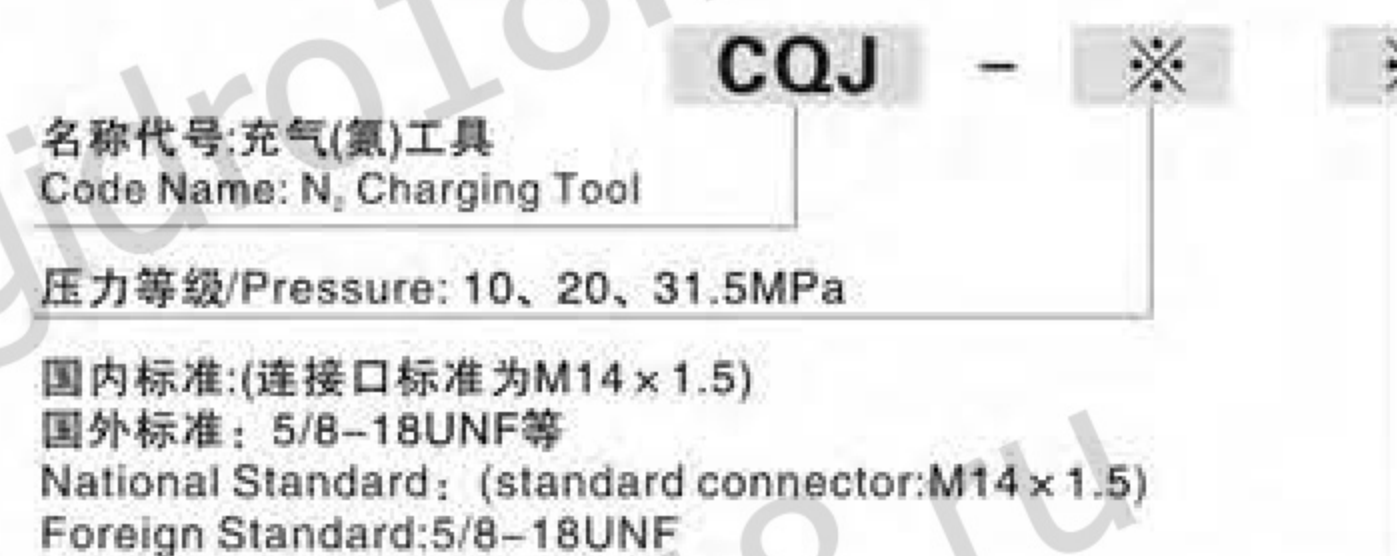 CQJ - ※ ※
名称代号:充气(氮)工具
Code Name: N₂ Charging Tool
压力等级/Pressure: 10、20、31.5MPa
国内标准:(连接口标准为M14×1.5)
国外标准：5/8-18UNF等
National Standard：(standard connector:M14×1.5)
Foreign Standard:5/8-18UNF